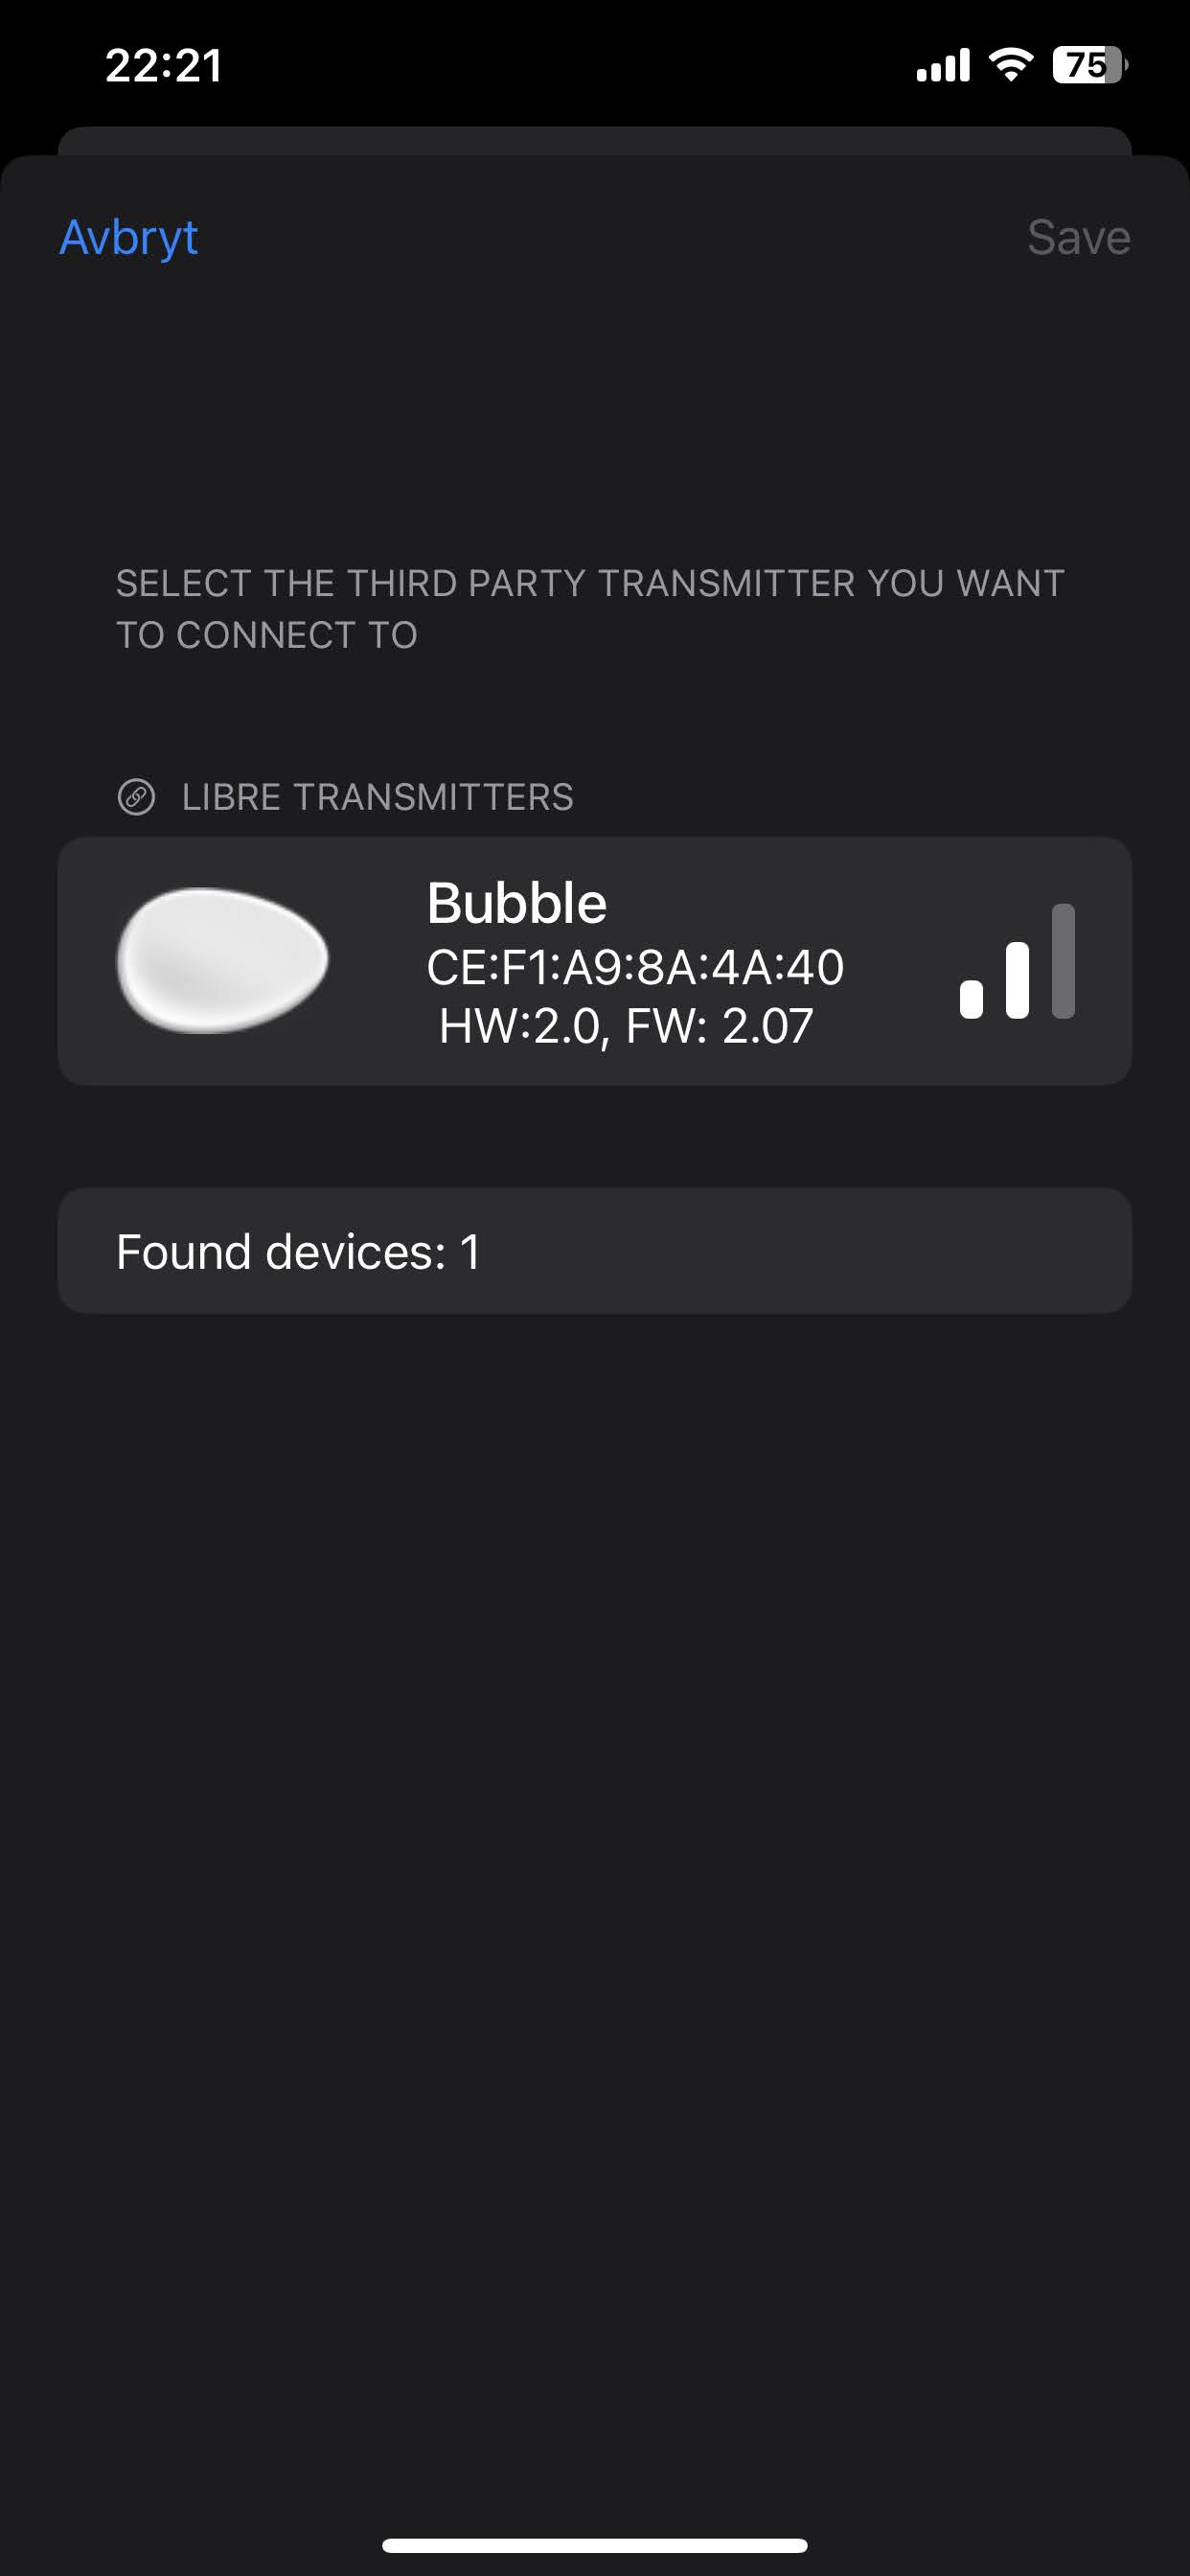 22:21
75
Avbryt
Save
SELECT THE THIRD PARTY TRANSMITTER YOU WANT
TO CONNECT TO
LIBRE TRANSMITTERS
Bubble
CE:F1:A9:8A:4A:40
HW:2.0, FW: 2.07
Found devices: 1